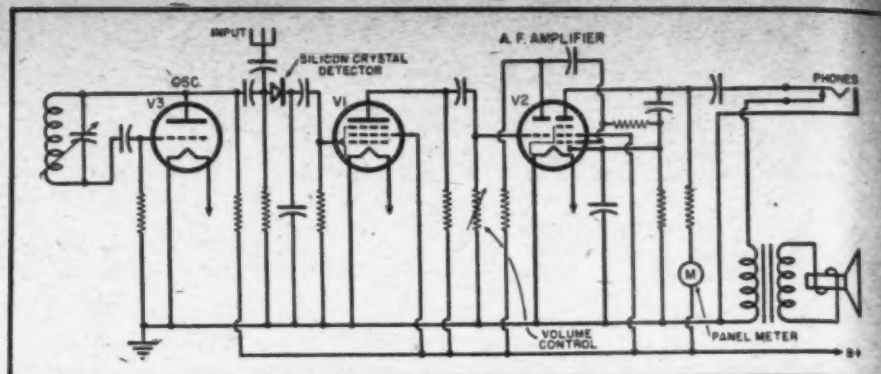 INPUT
SILICON CRYSTAL
DETECTOR
A. F. AMPLIFIER
OSC.
V3
V1
V2
PHONES
M
VOLUME
CONTROL
PANEL METER
B+